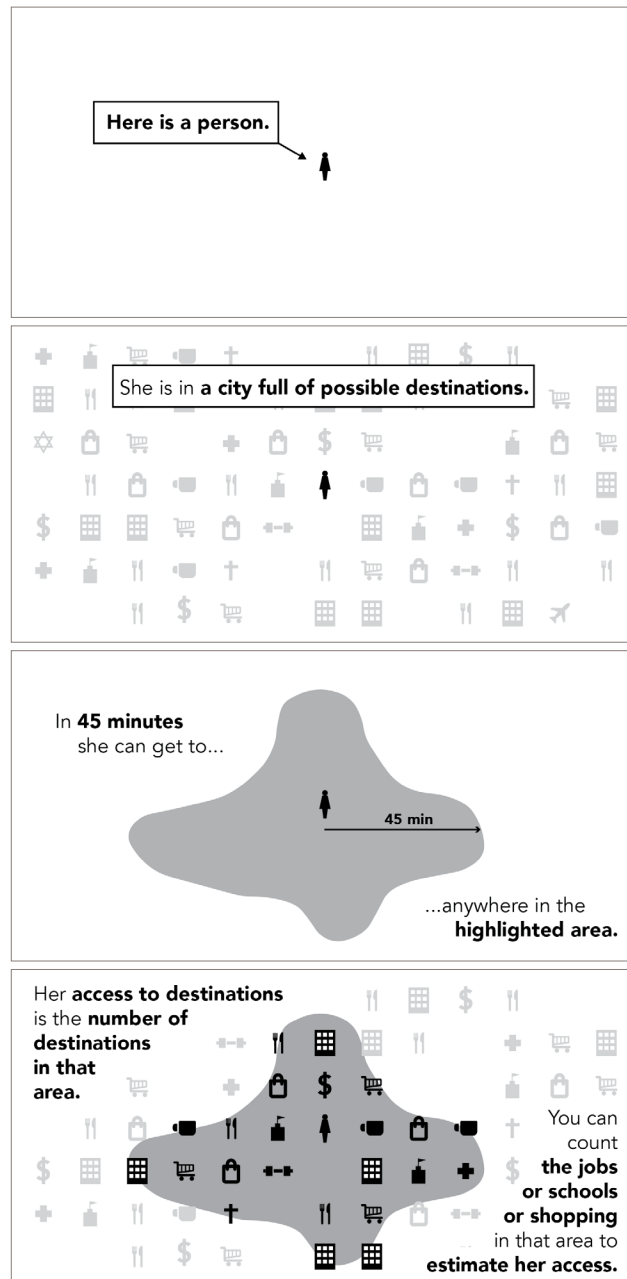 Here is a person.
She is in a city full of possible destinations.
In 45 minutes
she can get to...
45 min
...anywhere in the
highlighted area.
Her access to destinations
is the number of
destinations
in that
area.
You can
count
the jobs
or schools
or shopping
in that area to
estimate her access.